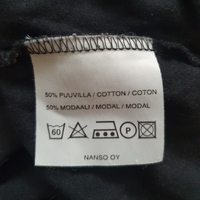 50% PUUVILLA / COTTON / COTON
50% MODAALI / MODAL / MODAL
60 P
NANSO OY